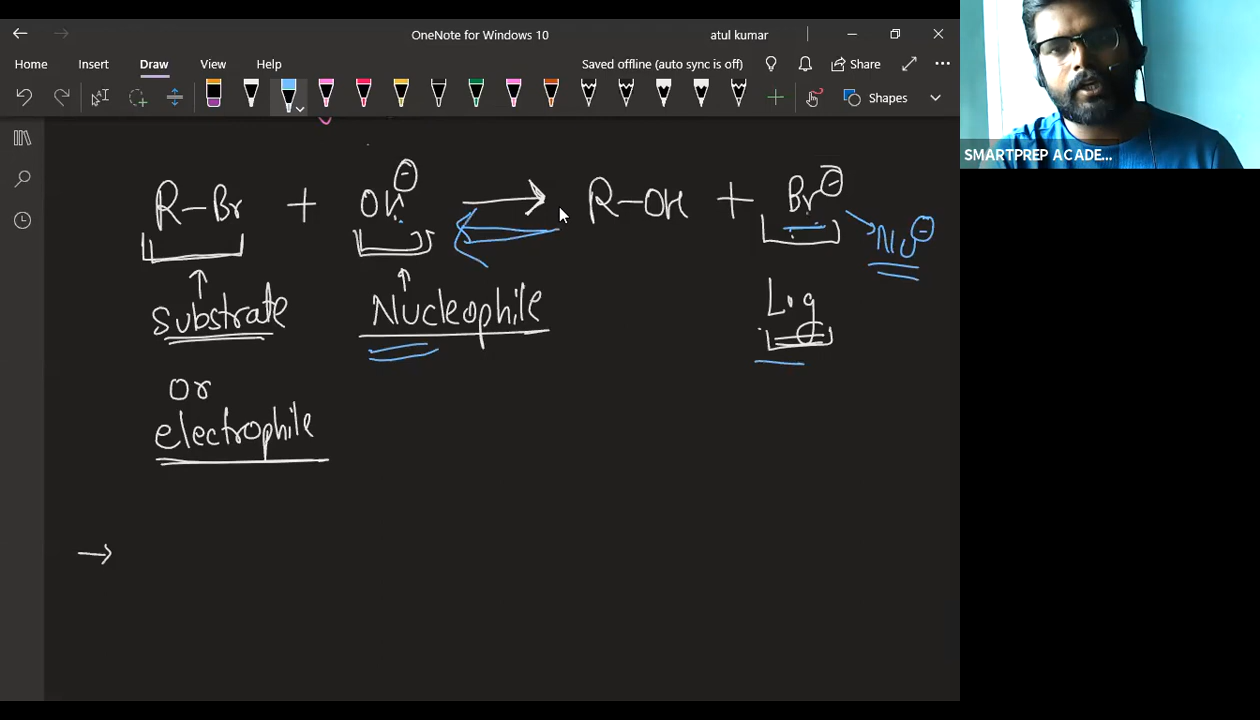 OneNote for Windows 10
atul kumar
Home Insert Draw View Help
Saved offline (auto sync is off)
Share
Shapes
SMARTPREP ACADE...
R-Br + OH⊖ → R-OH + Br⊖
Nu⊖
Substrate
Nucleophile
L.g
Or
electrophile
→